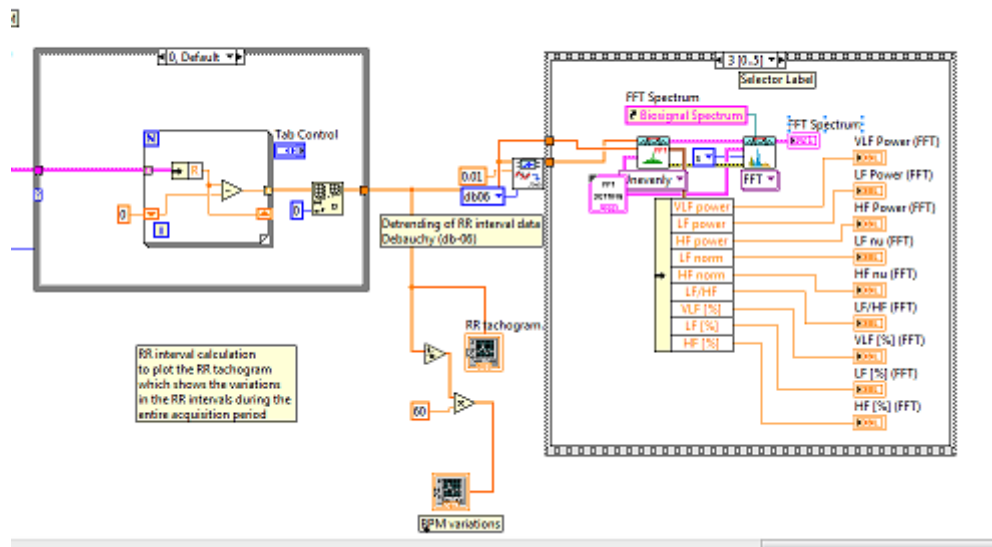 0, Default
N
R
Tab Control
0
i
0
0.01
db06
Detrending of RR interval data
Debauchy (db-06)
RR tachogram
RR interval calculation
to plot the RR tachogram
which shows the variations
in the RR intervals during the
entire acquisition period
60
BPM variations
3 [0..5]
Selector Label
FFT Spectrum
Biosignal Spectrum
FFT Spectrum
FFT
Unevenly
s
FFT
VLF power
LF power
HF power
LF norm
HF norm
LF/HF
VLF [%]
LF [%]
HF [%]
VLF Power (FFT)
LF Power (FFT)
HF Power (FFT)
LF nu (FFT)
HF nu (FFT)
LF/HF (FFT)
VLF [%] (FFT)
LF [%] (FFT)
HF [%] (FFT)